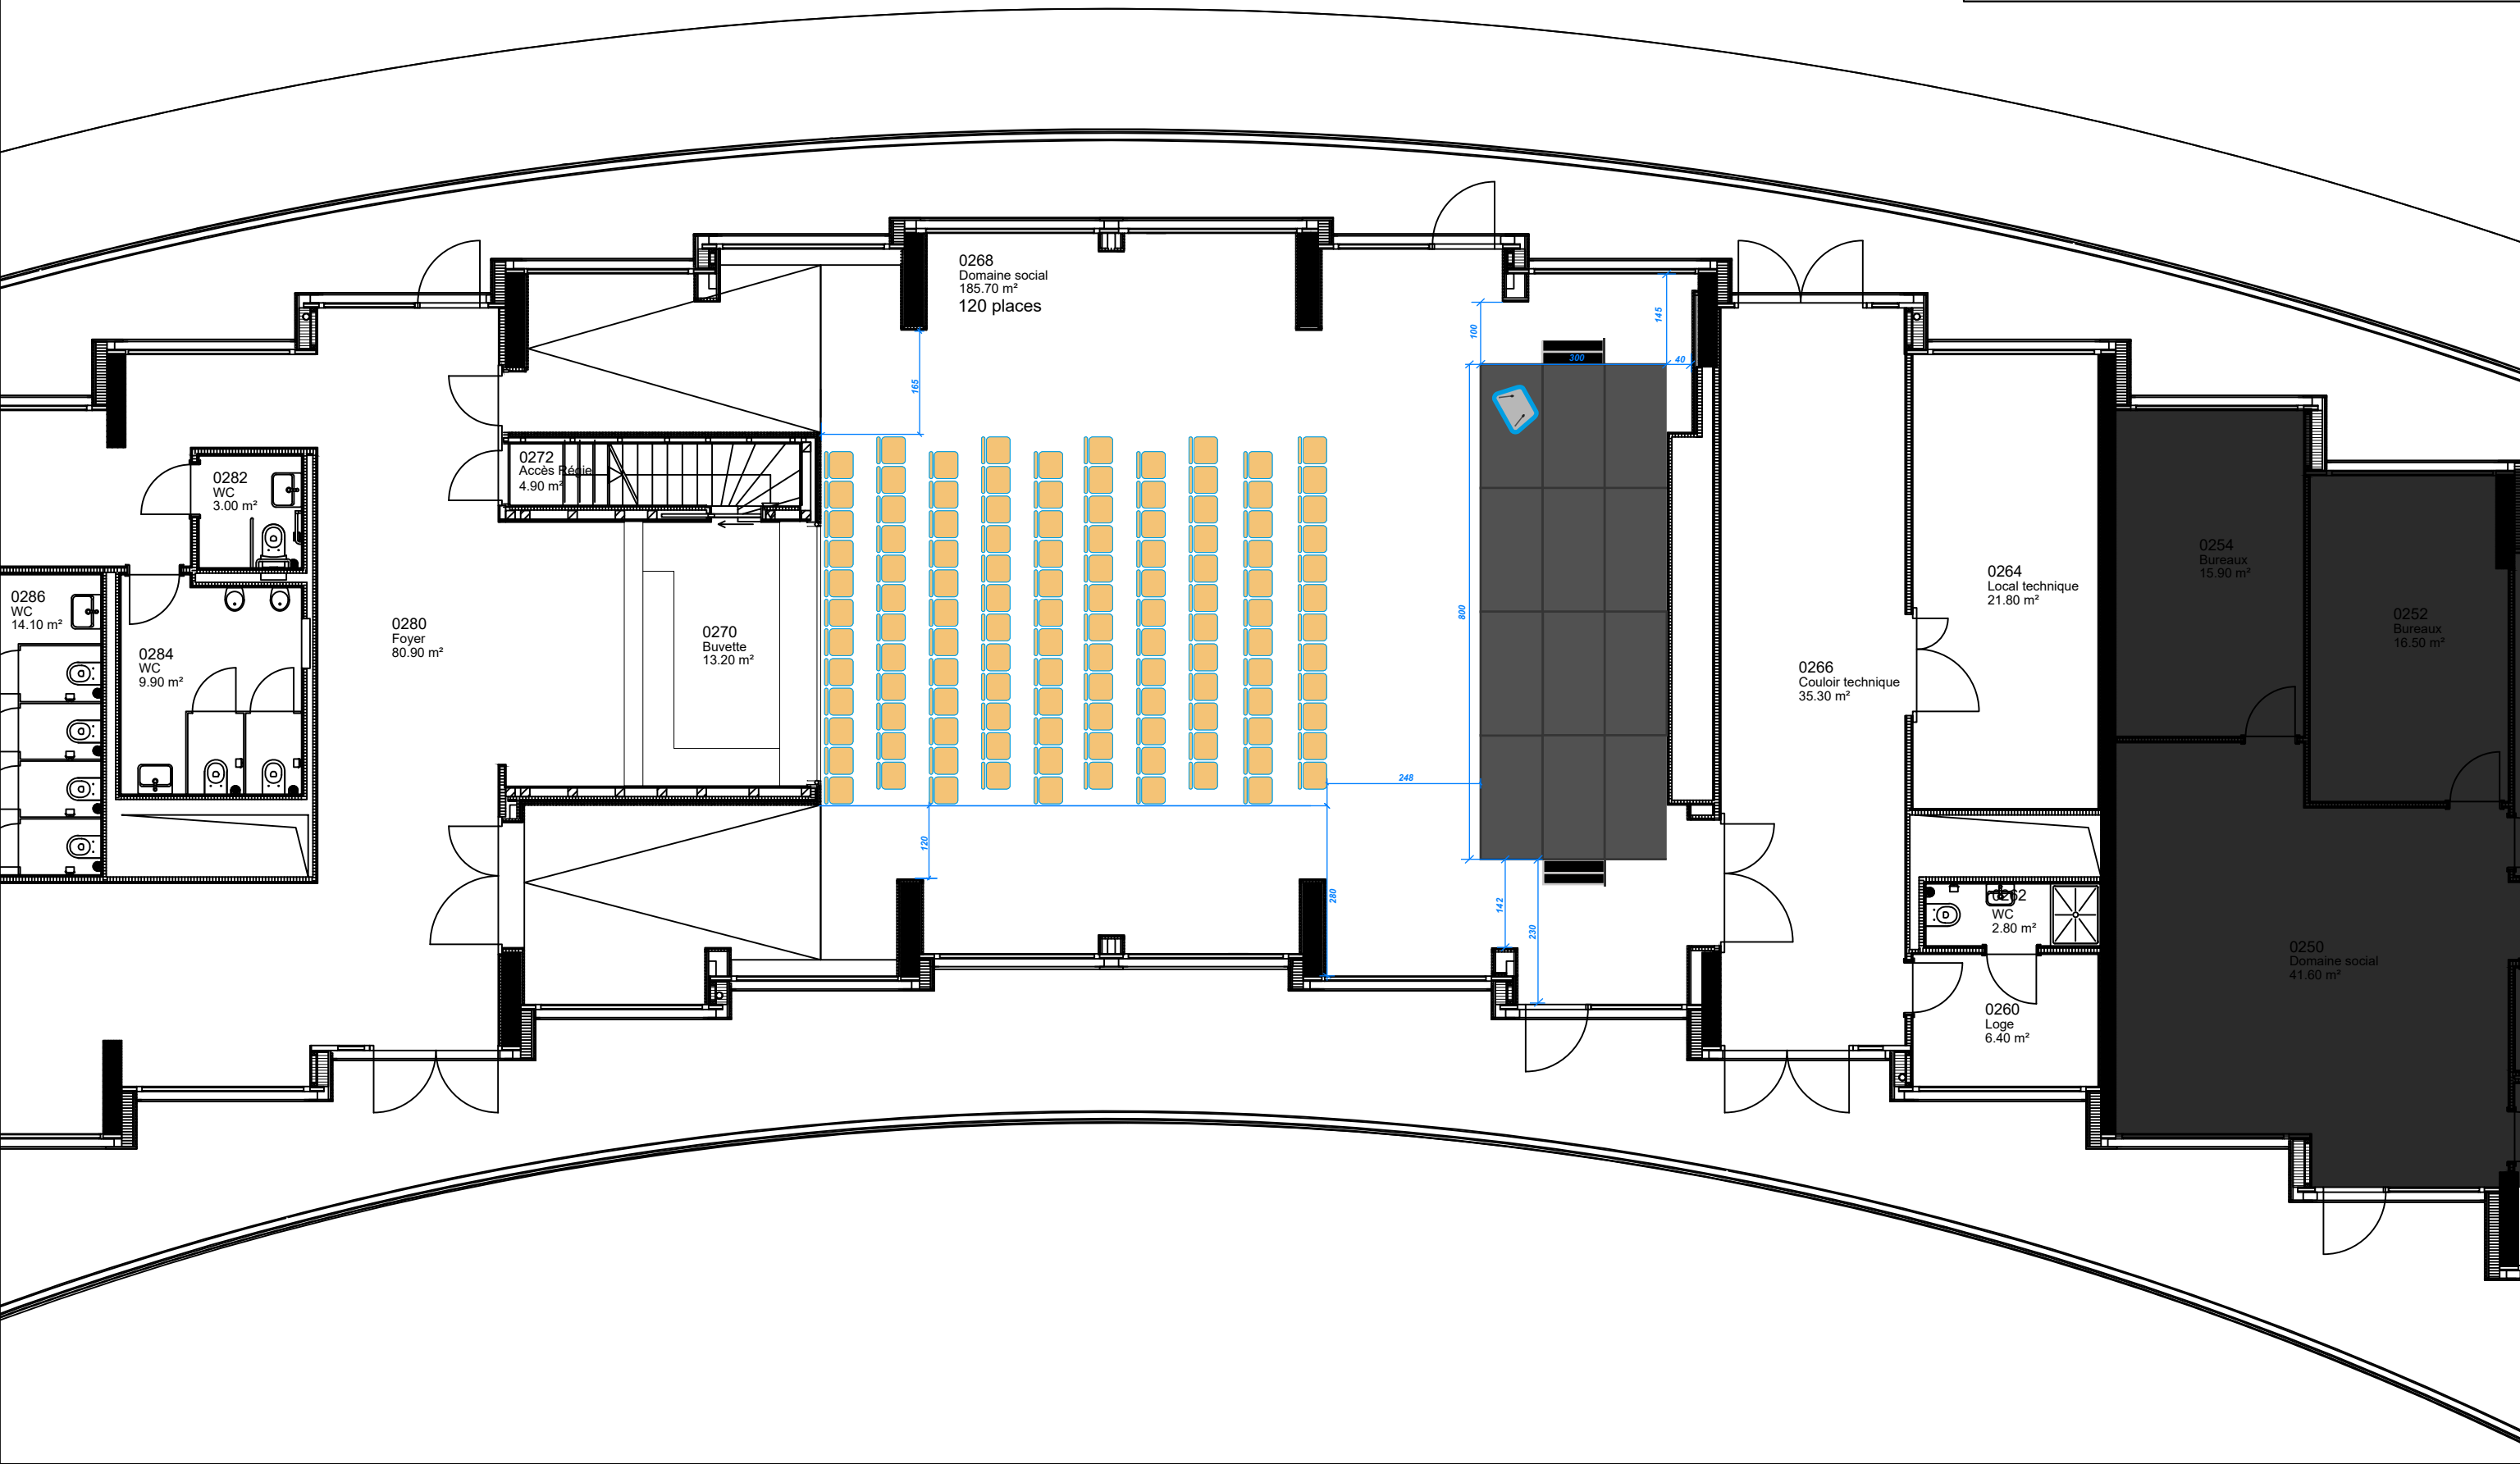 0268
Domaine social
185.70 m²
120 places
100
145
300
40
165
0272
Accès Régie
4.90 m²
0282
WC
3.00 m²
0254
Bureaux
15.90 m²
0286
WC
14.10 m²
0264
Local technique
21.80 m²
0280
Foyer
80.90 m²
0270
Buvette
13.20 m²
800
0252
Bureaux
16.50 m²
0284
WC
9.90 m²
0266
Couloir technique
35.30 m²
248
120
280
142
230
0262
WC
2.80 m²
0250
Domaine social
41.60 m²
0260
Loge
6.40 m²